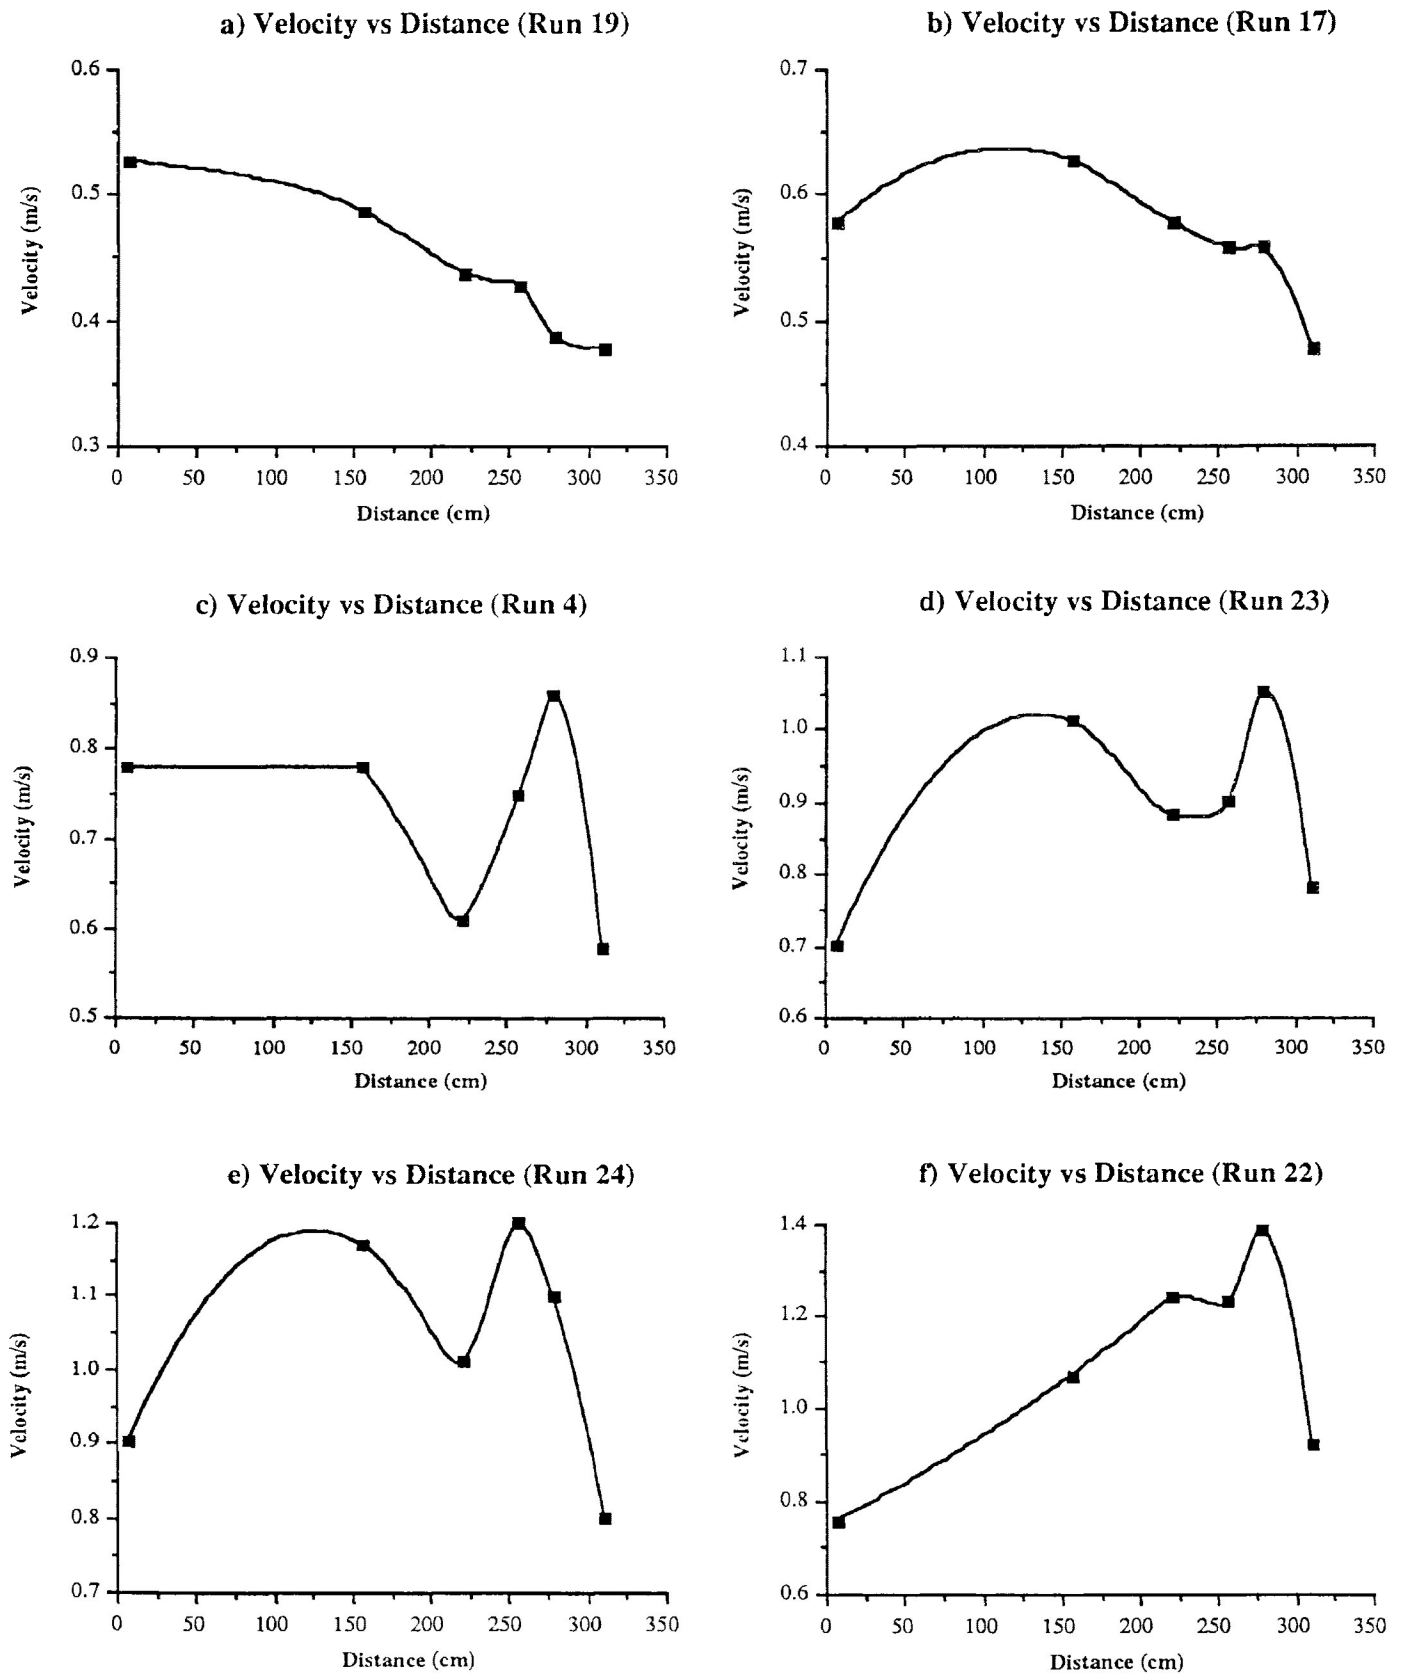 a) Velocity vs Distance (Run 19)
0.6
0.5
0.4
0.3
Velocity (m/s)
0 50 100 150 200 250 300 350
Distance (cm)
b) Velocity vs Distance (Run 17)
0.7
0.6
0.5
0.4
Velocity (m/s)
0 50 100 150 200 250 300 350
Distance (cm)
c) Velocity vs Distance (Run 4)
0.9
0.8
0.7
0.6
0.5
Velocity (m/s)
0 50 100 150 200 250 300 350
Distance (cm)
d) Velocity vs Distance (Run 23)
1.1
1.0
0.9
0.8
0.7
0.6
Velocity (m/s)
0 50 100 150 200 250 300 350
Distance (cm)
e) Velocity vs Distance (Run 24)
1.2
1.1
1.0
0.9
0.8
0.7
Velocity (m/s)
0 50 100 150 200 250 300 350
Distance (cm)
f) Velocity vs Distance (Run 22)
1.4
1.2
1.0
0.8
0.6
Velocity (m/s)
0 50 100 150 200 250 300 350
Distance (cm)